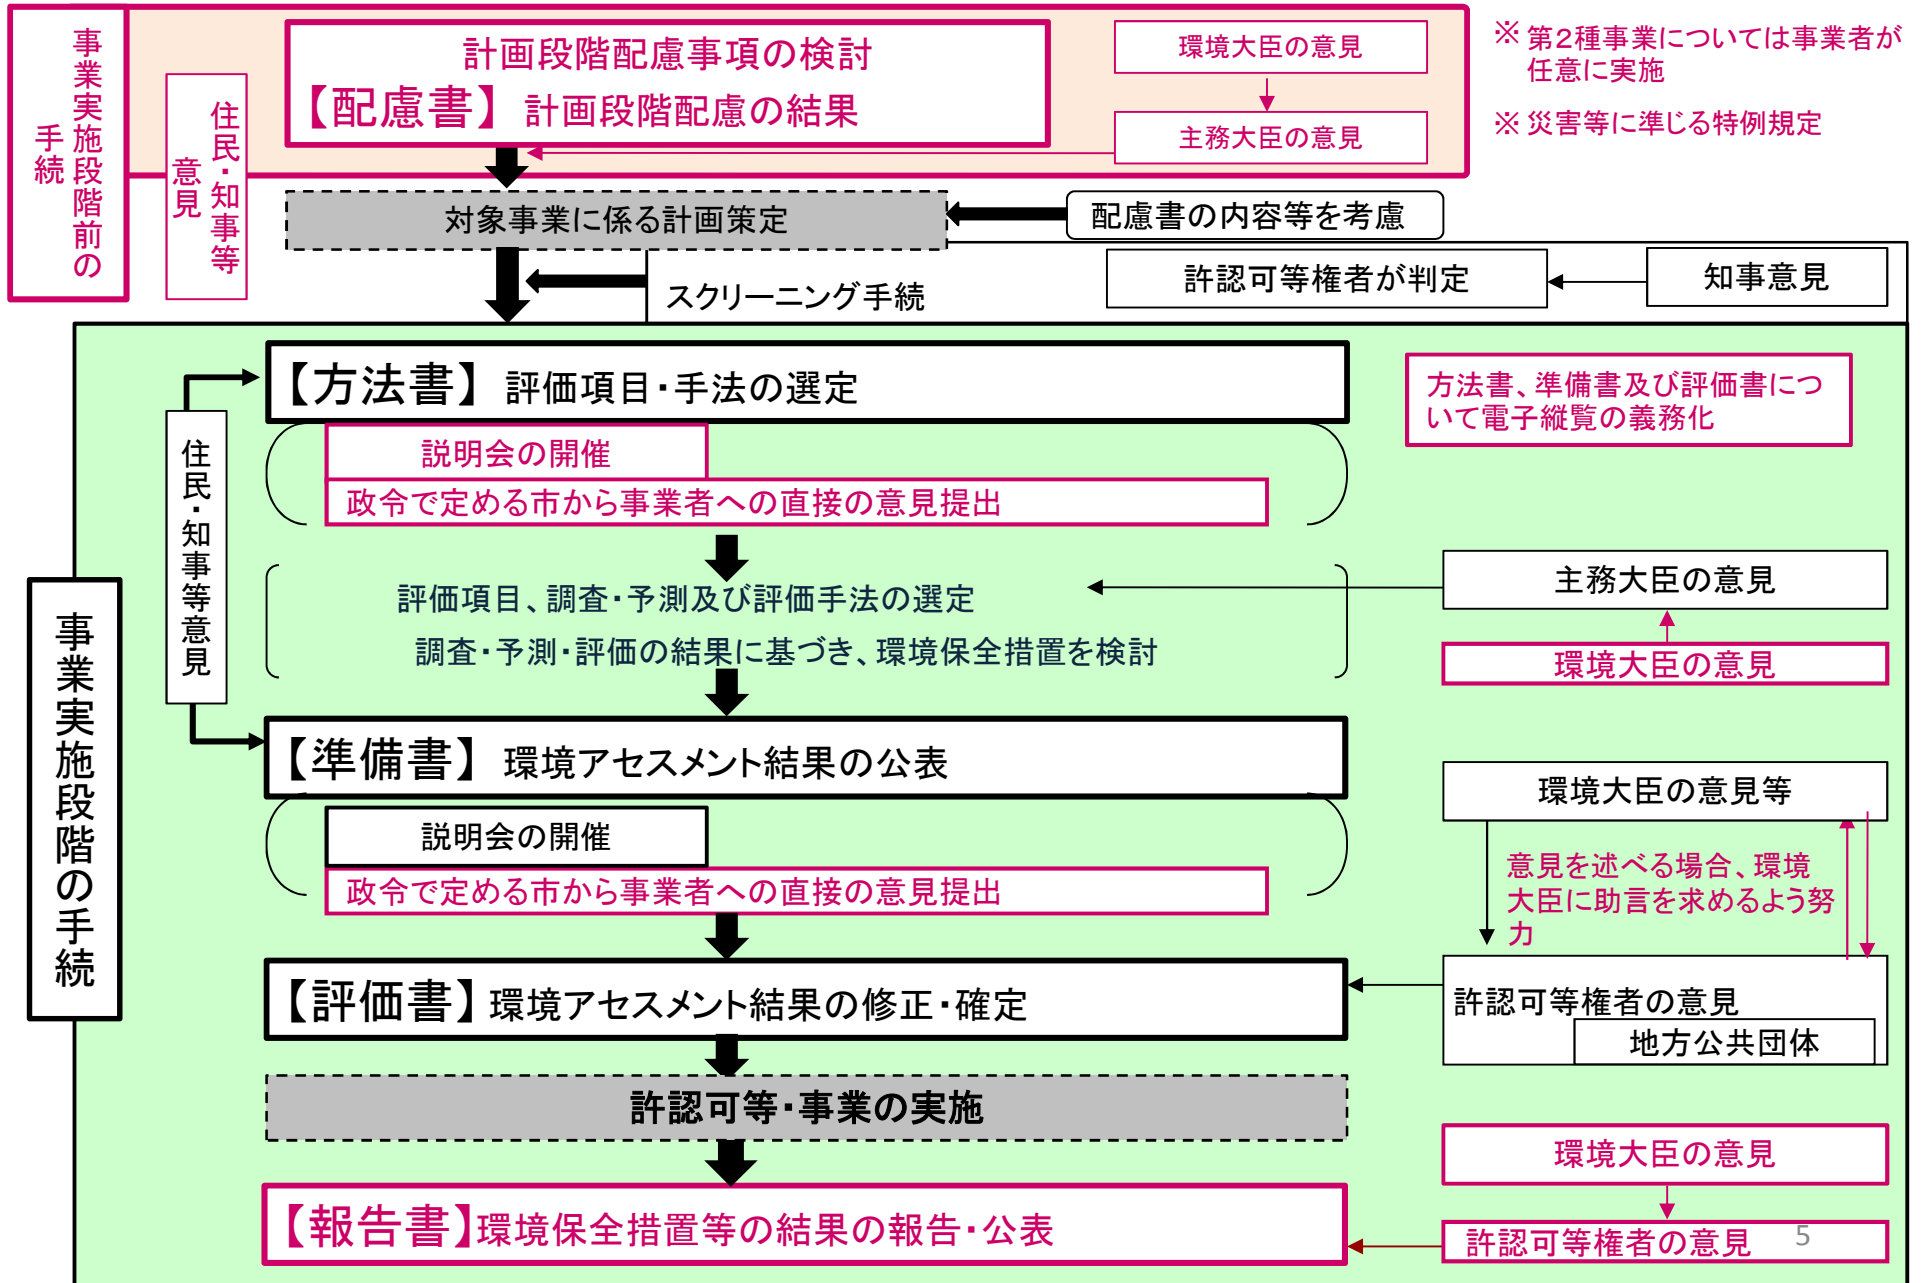 事業実施段階前の
手続
住民・知事等
意見
計画段階配慮事項の検討
【配慮書】 計画段階配慮の結果
環境大臣の意見
主務大臣の意見
※ 第2種事業については事業者が
任意に実施
※ 災害等に準じる特例規定
対象事業に係る計画策定
配慮書の内容等を考慮
スクリーニング手続
許認可等権者が判定
知事意見
事業実施段階の手続
住民・知事等意見
【方法書】 評価項目・手法の選定
説明会の開催
政令で定める市から事業者への直接の意見提出
方法書、準備書及び評価書につ
いて電子縦覧の義務化
評価項目、調査・予測及び評価手法の選定
調査・予測・評価の結果に基づき、環境保全措置を検討
主務大臣の意見
環境大臣の意見
【準備書】 環境アセスメント結果の公表
説明会の開催
政令で定める市から事業者への直接の意見提出
環境大臣の意見等
意見を述べる場合、環境
大臣に助言を求めるよう努
力
【評価書】 環境アセスメント結果の修正・確定
許認可等権者の意見
地方公共団体
許認可等・事業の実施
【報告書】 環境保全措置等の結果の報告・公表
環境大臣の意見
許認可等権者の意見
5